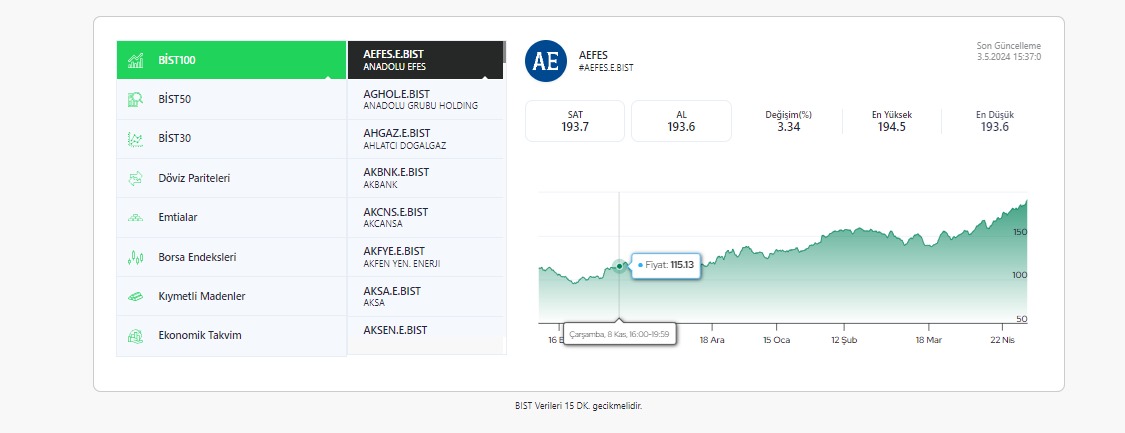 BİST100
BİST50
BİST30
Döviz Pariteleri
Emtialar
Borsa Endeksleri
Kıymetli Madenler
Ekonomik Takvim
AEFES.E.BIST
ANADOLU EFES
AGHOL.E.BIST
ANADOLU GRUBU HOLDING
AHGAZ.E.BIST
AHLATCI DOGALGAZ
AKBNK.E.BIST
AKBANK
AKCNS.E.BIST
AKCANSA
AKFYE.E.BIST
AKFEN YEN. ENERJI
AKSA.E.BIST
AKSA
AKSEN.E.BIST
AE
AEFES
#AEFES.E.BIST
Son Güncelleme
3.5.2024 15:37:0
SAT
193.7
AL
193.6
Değişim(%)
3.34
En Yüksek
194.5
En Düşük
193.6
150
100
50
Fiyat: 115.13
Çarşamba, 8 Kas, 16:00-19:59
16 E
18 Ara
15 Oca
12 Şub
18 Mar
22 Nis
BIST Verileri 15 DK. gecikmelidir.